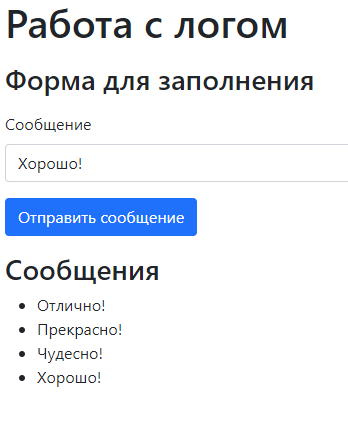 Работа с логом
Форма для заполнения
Сообщение
Хорошо!
Отправить сообщение
Сообщения
Отлично!
Прекрасно!
Чудесно!
Хорошо!